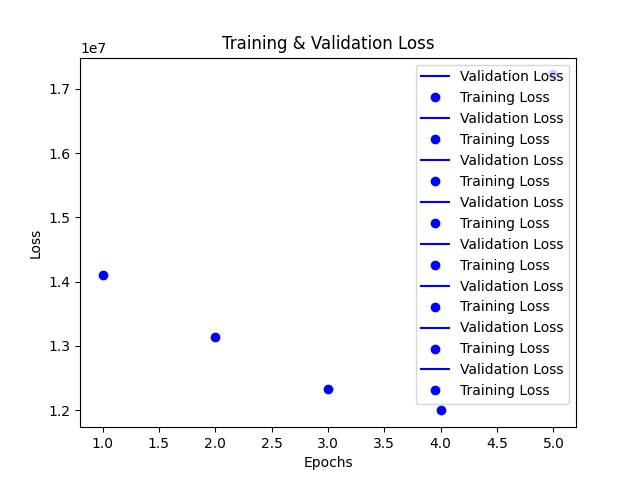 Training & Validation Loss
1e7
1.7
1.6
1.5
1.4
1.3
1.2
Loss
Validation Loss
Training Loss
Validation Loss
Training Loss
Validation Loss
Training Loss
Validation Loss
Training Loss
Validation Loss
Training Loss
Validation Loss
Training Loss
Validation Loss
Training Loss
Validation Loss
Training Loss
1.0 1.5 2.0 2.5 3.0 3.5 4.0 4.5 5.0
Epochs